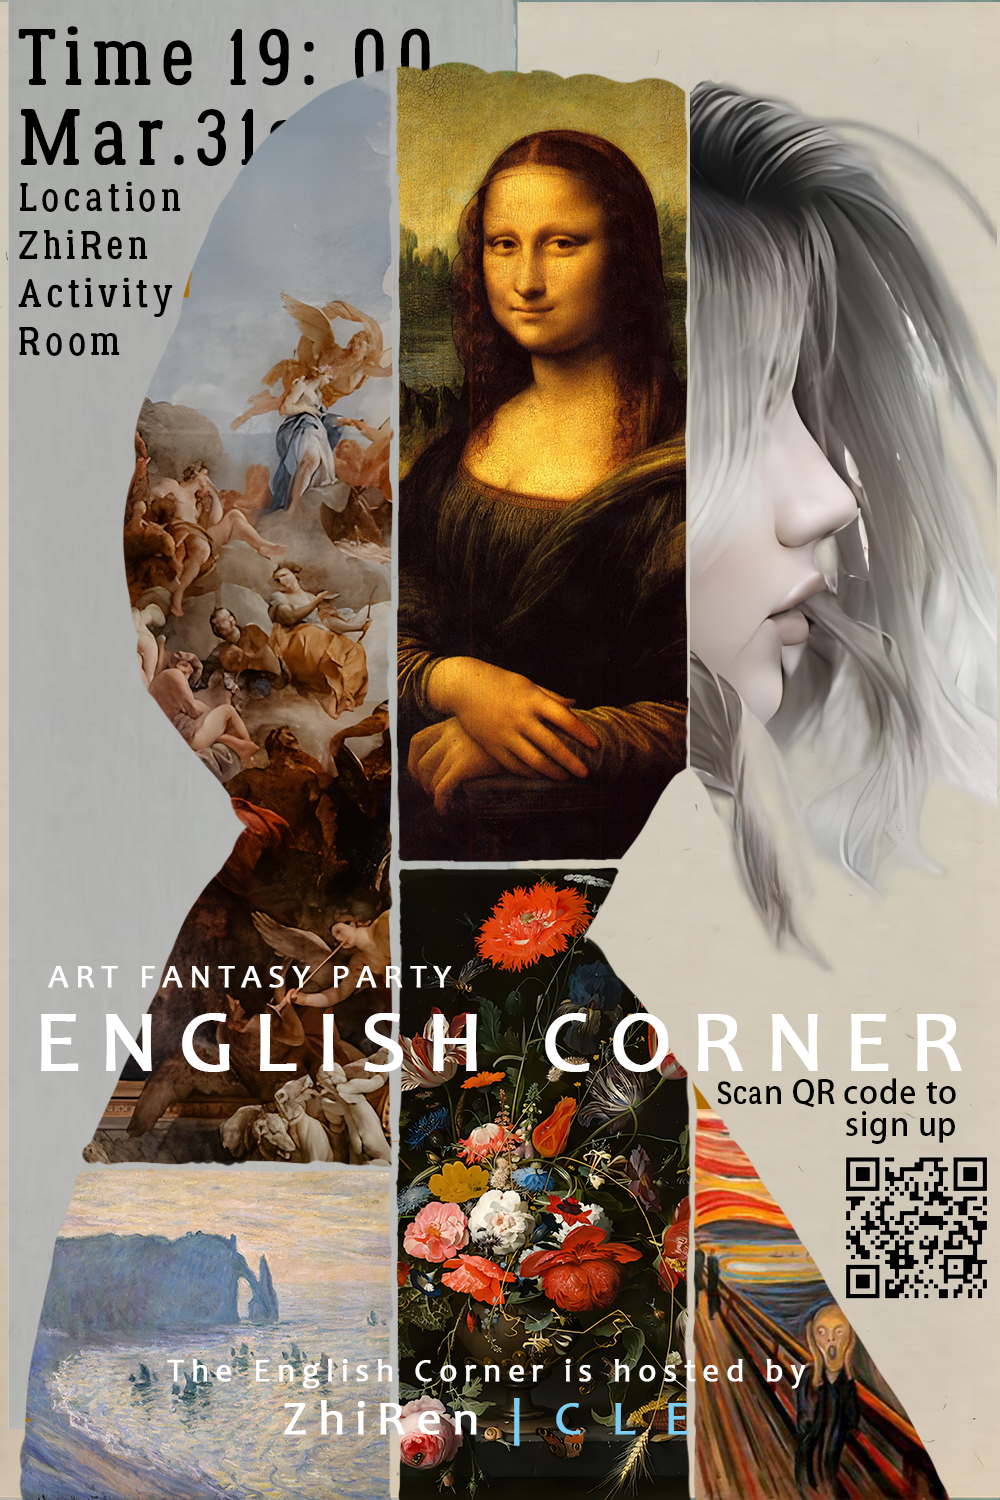 Time 19: 00
Mar.31
Location
ZhiRen
Activity
Room
ART FANTASY PARTY
ENGLISH CORNER
Scan QR code to
sign up
The English Corner is hosted by
ZhiRen | CLE